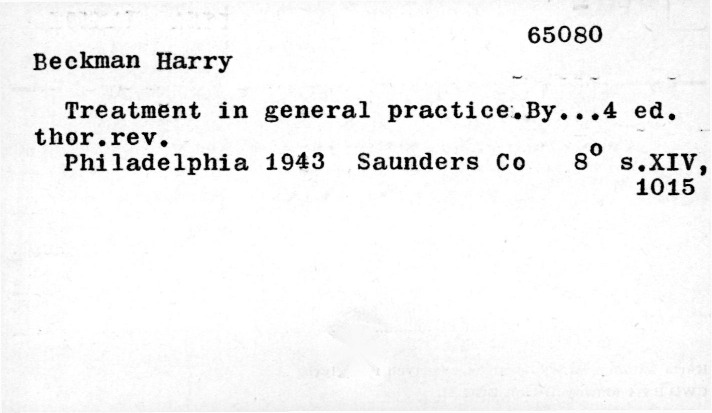 65080
Beckman Harry
Treatment in general practice.By...4 ed.
thor.rev.
Philadelphia 1943 Saunders Co 8° s.XIV,
1015